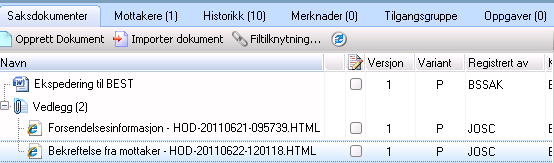 Saksdokumenter Mottakere (1) Historikk (10) Merknader (0) Tilgangsgruppe Oppgaver (0)
Opprett Dokument Importer dokument Filtilknytning...
Navn Versjon Variant Registrert av
Ekspedering til BEST 1 P BSSAK
Vedlegg (2)
Forsendelsesinformasjon - HOD-20110621-095739.HTML 1 P JOSC
Bekreftelse fra mottaker - HOD-20110622-120118.HTML 1 P JOSC